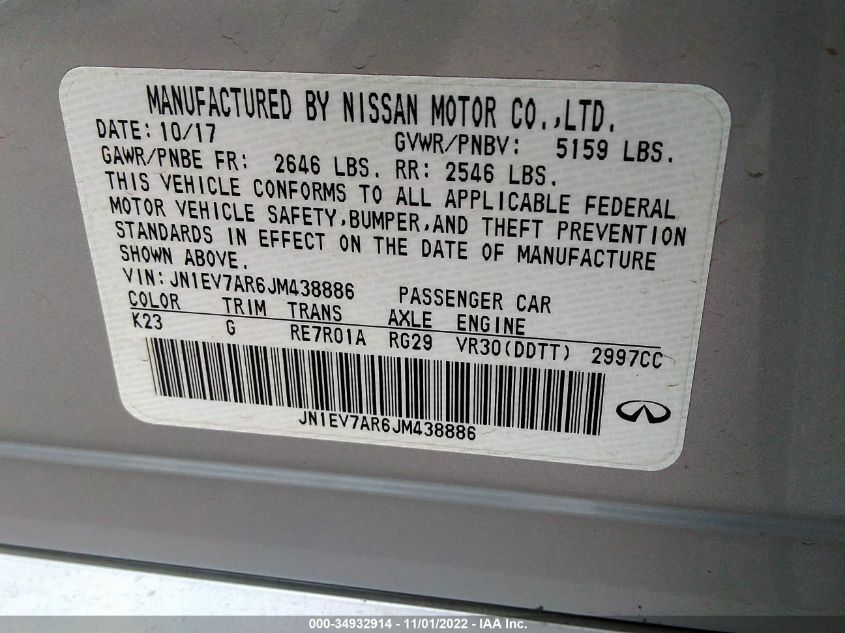 MANUFACTURED BY NISSAN MOTOR CO.,LTD.
DATE: 10/17 GVWR/PNBV: 5159 LBS.
GAWR/PNBE FR: 2646 LBS. RR: 2546 LBS.
THIS VEHICLE CONFORMS TO ALL APPLICABLE FEDERAL
MOTOR VEHICLE SAFETY,BUMPER,AND THEFT PREVENTION
STANDARDS IN EFFECT ON THE DATE OF MANUFACTURE
SHOWN ABOVE.
VIN:JN1EV7AR6JM438886 PASSENGER CAR
COLOR TRIM TRANS AXLE ENGINE
K23 G RE7R01A RG29 VR30(DDTT) 2997CC
JN1EV7AR6JM438886
000-34932914 - 11/01/2022 - IAA Inc.